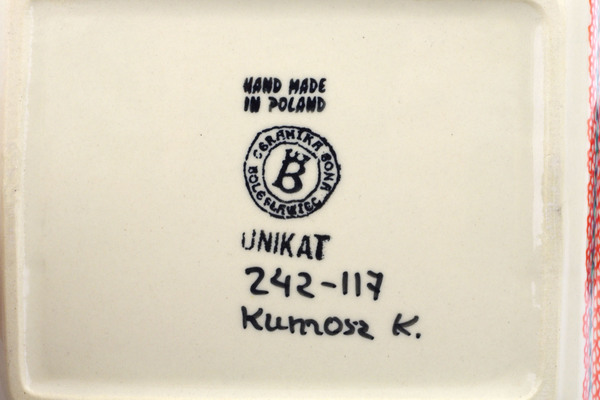 HAND MADE
IN POLAND
CERAMIKA BONA
B
BOLESŁAWIEC
UNIKAT
242-117
Kumosz K.